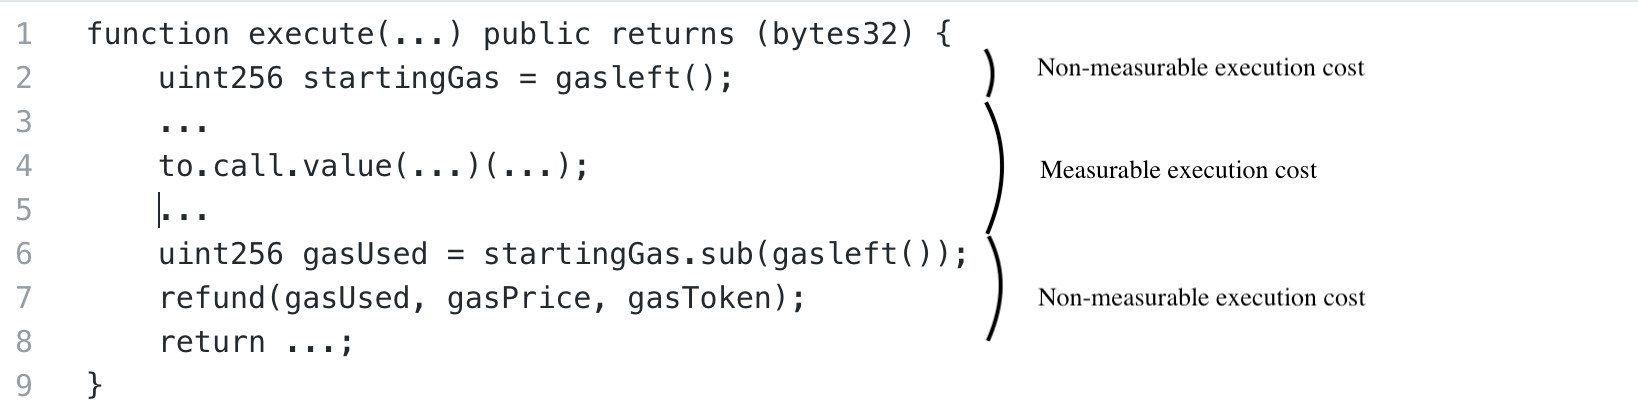 1 function execute(...) public returns (bytes32) {
2 uint256 startingGas = gasleft();
Non-measurable execution cost
3 ...
4 to.call.value(...)(...);
Measurable execution cost
5 ...
6 uint256 gasUsed = startingGas.sub(gasleft());
7 refund(gasUsed, gasPrice, gasToken);
Non-measurable execution cost
8 return ...;
9 }